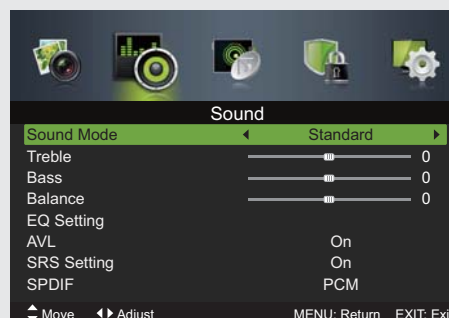 Sound
Sound Mode Standard
Treble 0
Bass 0
Balance 0
EQ Setting
AVL On
SRS Setting On
SPDIF PCM
Move Adjust MENU: Return EXIT: Exi